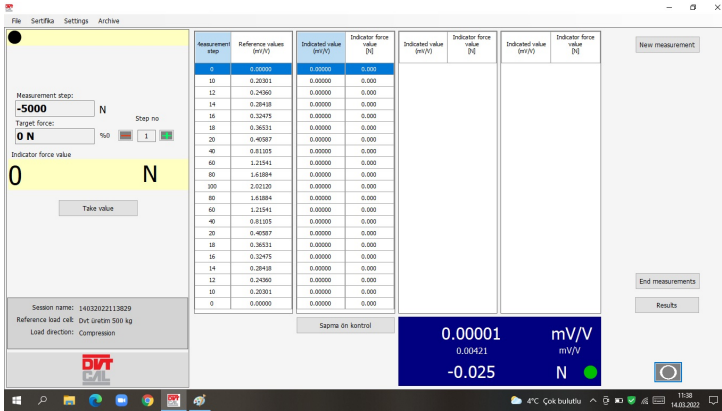 File Sertifika Settings Archive
Measurement step:
-5000 N
Target force:
0 N %0
Step no
1
Indicator force value
0 N
Take value
Session name: 14032022113829
Reference load cell: Dvt üretim 500 kg
Load direction: Compression
DVT
CAL
Measurement step Reference values (mV/V) Indicated value (mV/V) Indicator force value [N] Indicated value (mV/V) Indicator force value [N] Indicated value (mV/V) Indicator force value [N]
0 0.00000 0.00000 0.000
10 0.20301 0.00000 0.000
12 0.24360 0.00000 0.000
14 0.28418 0.00000 0.000
16 0.32475 0.00000 0.000
18 0.36531 0.00000 0.000
20 0.40587 0.00000 0.000
40 0.81105 0.00000 0.000
60 1.21541 0.00000 0.000
80 1.61884 0.00000 0.000
100 2.02120 0.00000 0.000
80 1.61884 0.00000 0.000
60 1.21541 0.00000 0.000
40 0.81105 0.00000 0.000
20 0.40587 0.00000 0.000
18 0.36531 0.00000 0.000
16 0.32475 0.00000 0.000
14 0.28418 0.00000 0.000
12 0.24360 0.00000 0.000
10 0.20301 0.00000 0.000
0 0.00000 0.00000 0.000
Sapma ön kontrol
0.00001 mV/V
0.00421 mV/V
-0.025 N
New measurement
End measurements
Results
4°C Çok bulutlu
11:38
14.03.2022